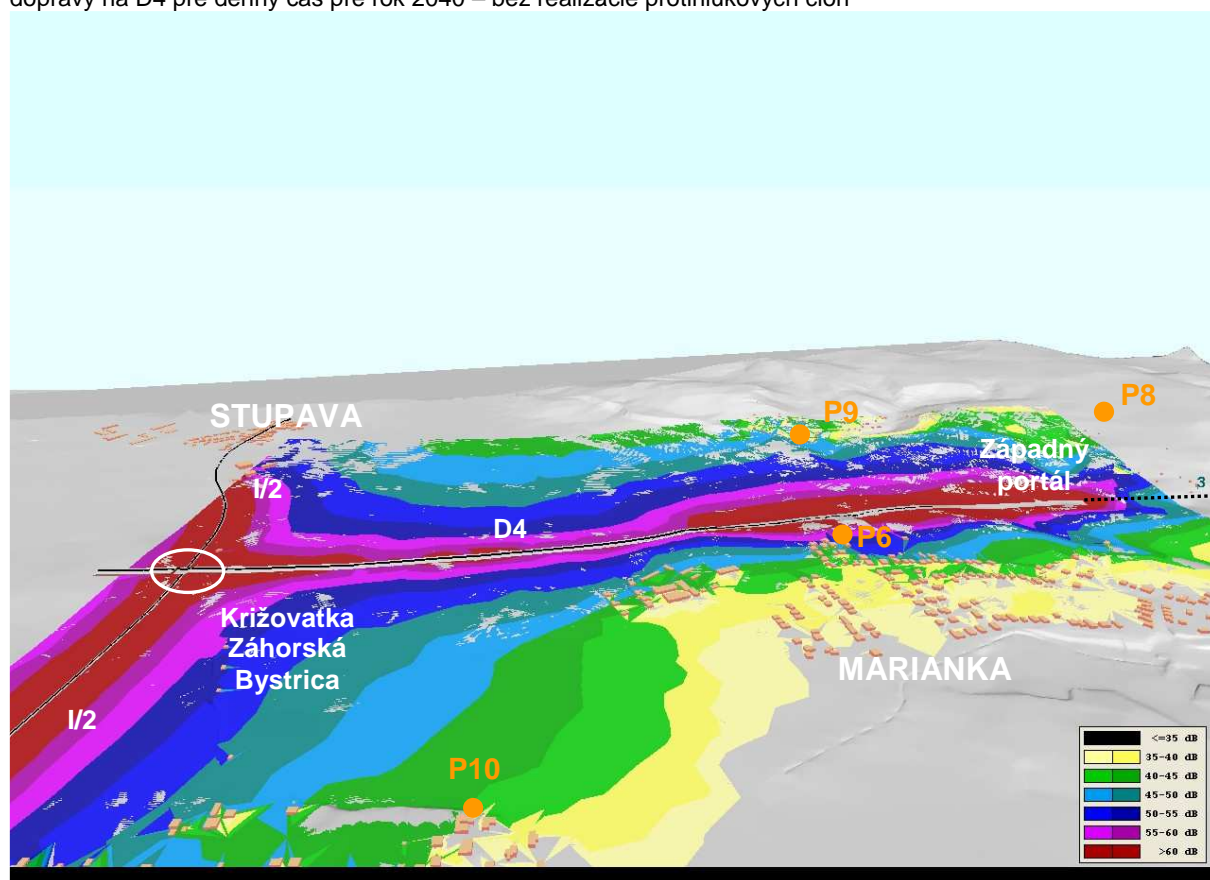 dopravy na D4 pre denný čas pre rok 2040 – bez realizácie protihlukových clôn
STUPAVA
P9
P8
Západný
portál
3
I/2
D4
P6
Križovatka
Záhorská
Bystrica
MARIANKA
I/2
P10
<=35 dB
35-40 dB
40-45 dB
45-50 dB
50-55 dB
55-60 dB
>60 dB